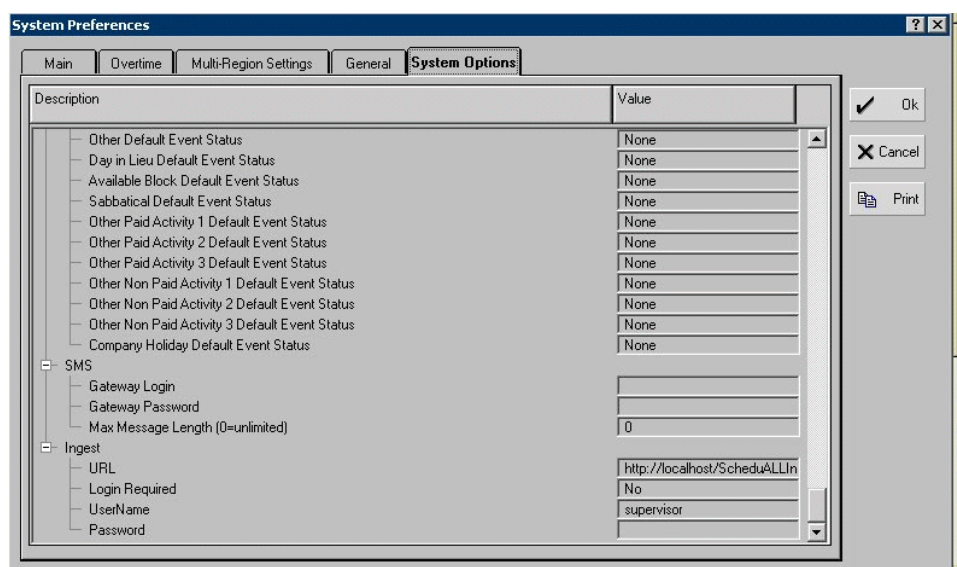 System Preferences
Main Overtime Multi-Region Settings General System Options
Description Value
Ok
Cancel
Print
Other Default Event Status None
Day in Lieu Default Event Status None
Available Block Default Event Status None
Sabbatical Default Event Status None
Other Paid Activity 1 Default Event Status None
Other Paid Activity 2 Default Event Status None
Other Paid Activity 3 Default Event Status None
Other Non Paid Activity 1 Default Event Status None
Other Non Paid Activity 2 Default Event Status None
Other Non Paid Activity 3 Default Event Status None
Company Holiday Default Event Status None
SMS
Gateway Login
Gateway Password
Max Message Length (0=unlimited) 0
Ingest
URL http://localhost/ScheduALLIn
Login Required No
UserName supervisor
Password